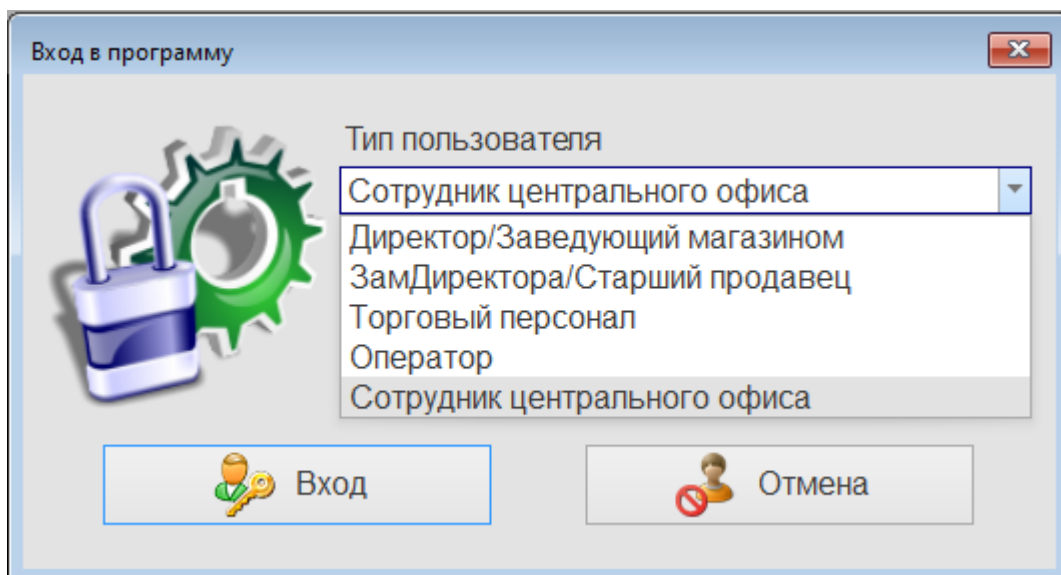 Вход в программу
Тип пользователя
Сотрудник центрального офиса
Директор/Заведующий магазином
ЗамДиректора/Старший продавец
Торговый персонал
Оператор
Сотрудник центрального офиса
Вход
Отмена